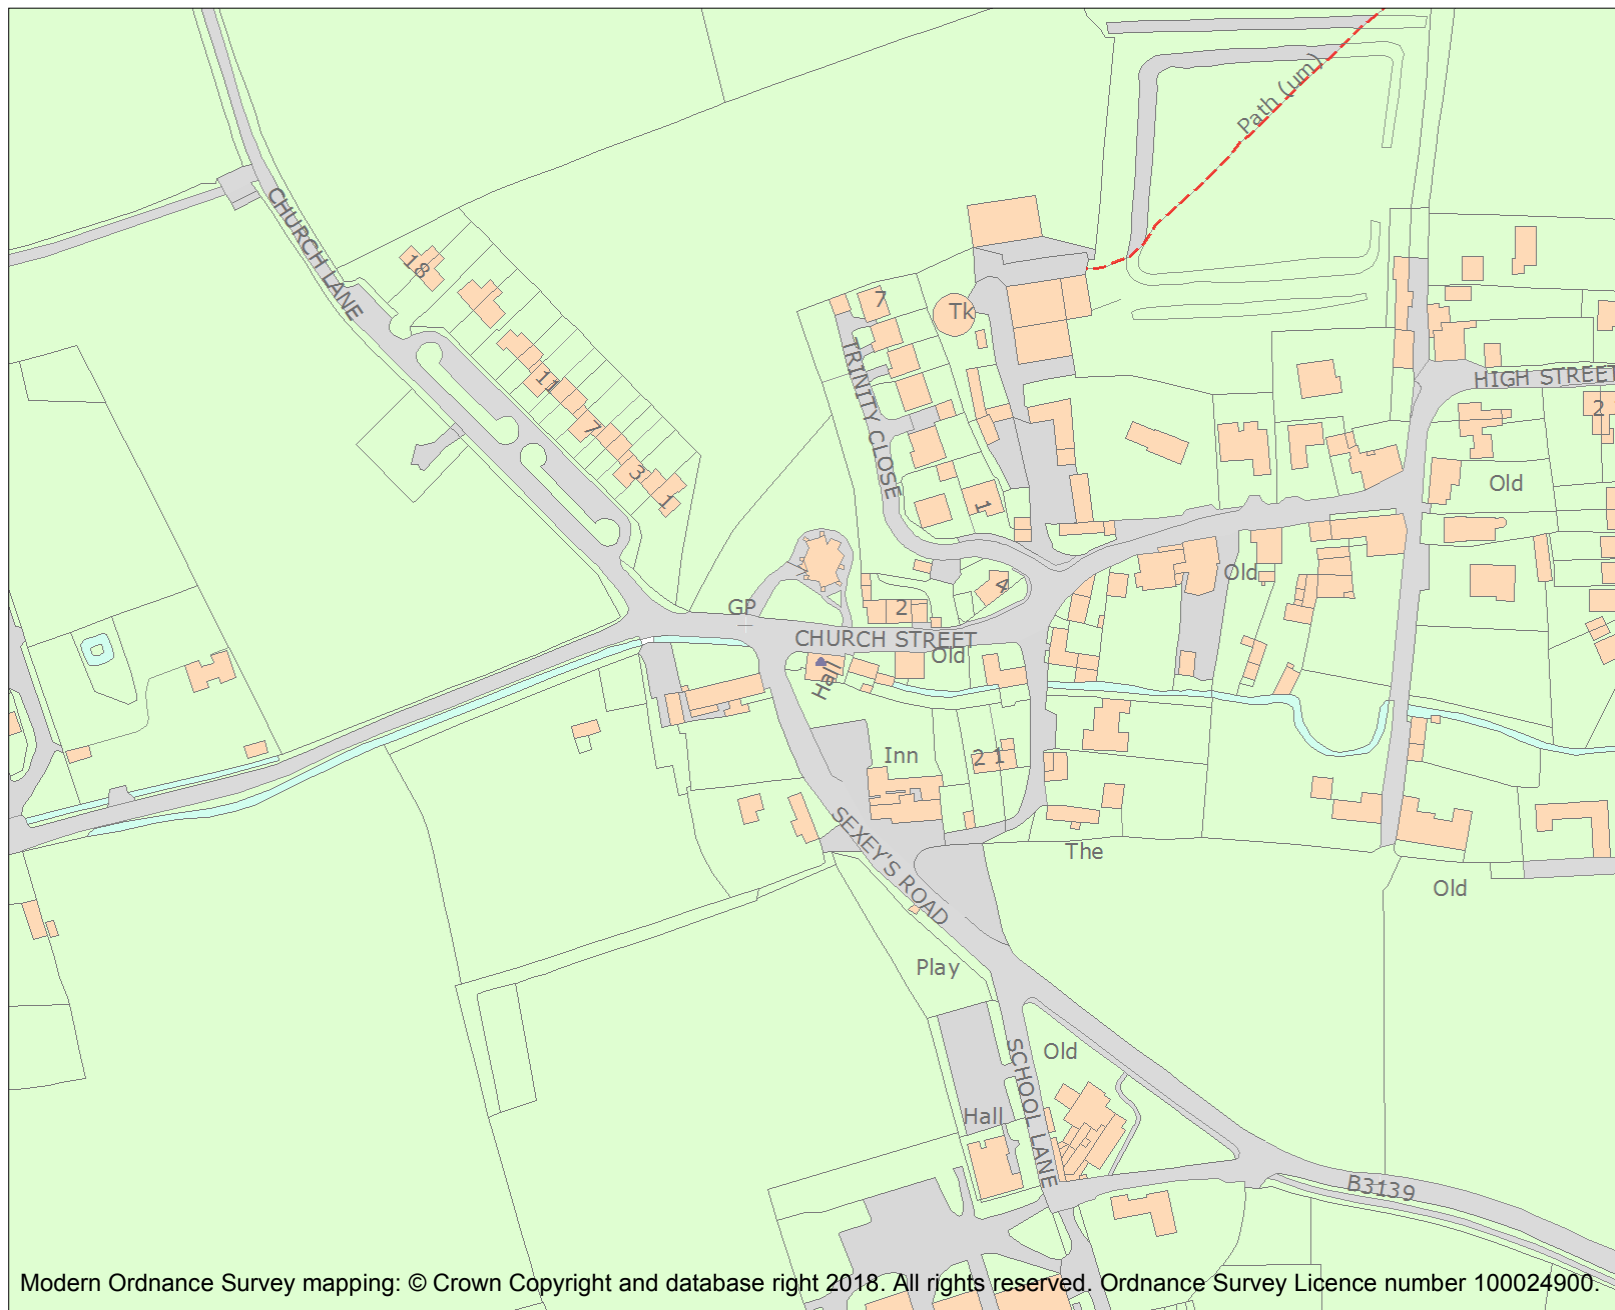 Path (um)
CHURCH LANE
18
7
Tk
TRINITY CLOSE
HIGH STREET
11
2
7
3
1
1
Old
Old
4
GP
2
CHURCH STREET
Old
Hall
Inn
2 1
SEXEY'S ROAD
The
Old
Play
SCHOOL LANE
Old
Hall
B3139
Modern Ordnance Survey mapping: © Crown Copyright and database right 2018. All rights reserved. Ordnance Survey Licence number 100024900.